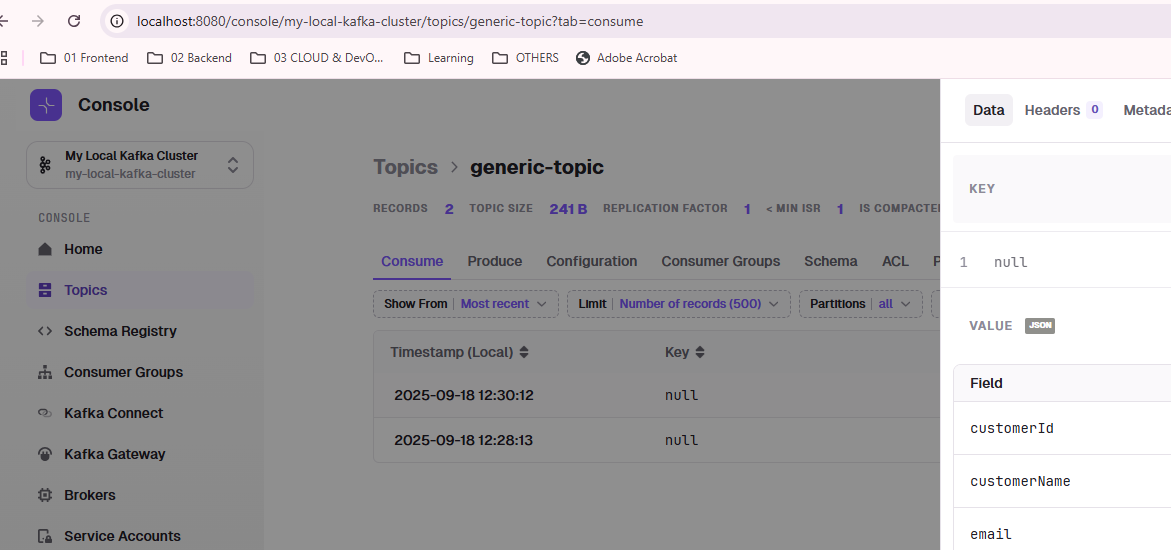 localhost:8080/console/my-local-kafka-cluster/topics/generic-topic?tab=consume
01 Frontend 02 Backend 03 CLOUD & DevO... Learning OTHERS Adobe Acrobat
Console
My Local Kafka Cluster
my-local-kafka-cluster
CONSOLE
Home
Topics
Schema Registry
Consumer Groups
Kafka Connect
Kafka Gateway
Brokers
Service Accounts
Topics > generic-topic
RECORDS 2 TOPIC SIZE 241 B REPLICATION FACTOR 1 < MIN ISR 1 IS COMPACTE
Consume Produce Configuration Consumer Groups Schema ACL P
Show From Most recent Limit Number of records (500) Partitions all
Timestamp (Local) Key
2025-09-18 12:30:12 null
2025-09-18 12:28:13 null
Data Headers 0 Metada
KEY
1 null
VALUE JSON
Field
customerId
customerName
email